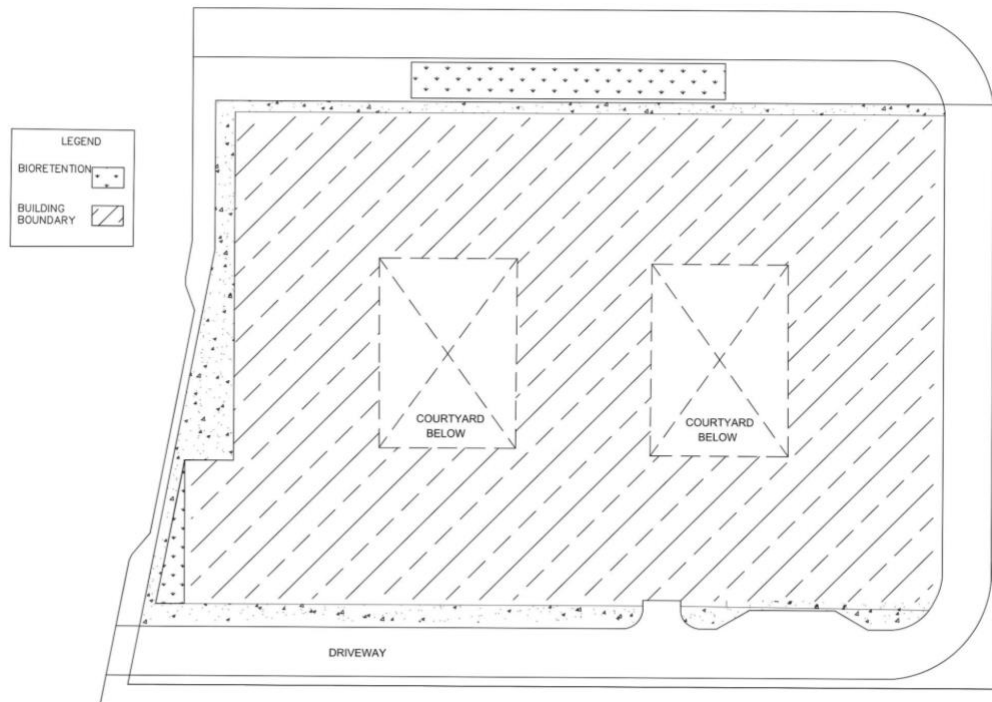 LEGEND
BIORETENTION
BUILDING
BOUNDARY
COURTYARD
BELOW
COURTYARD
BELOW
DRIVEWAY